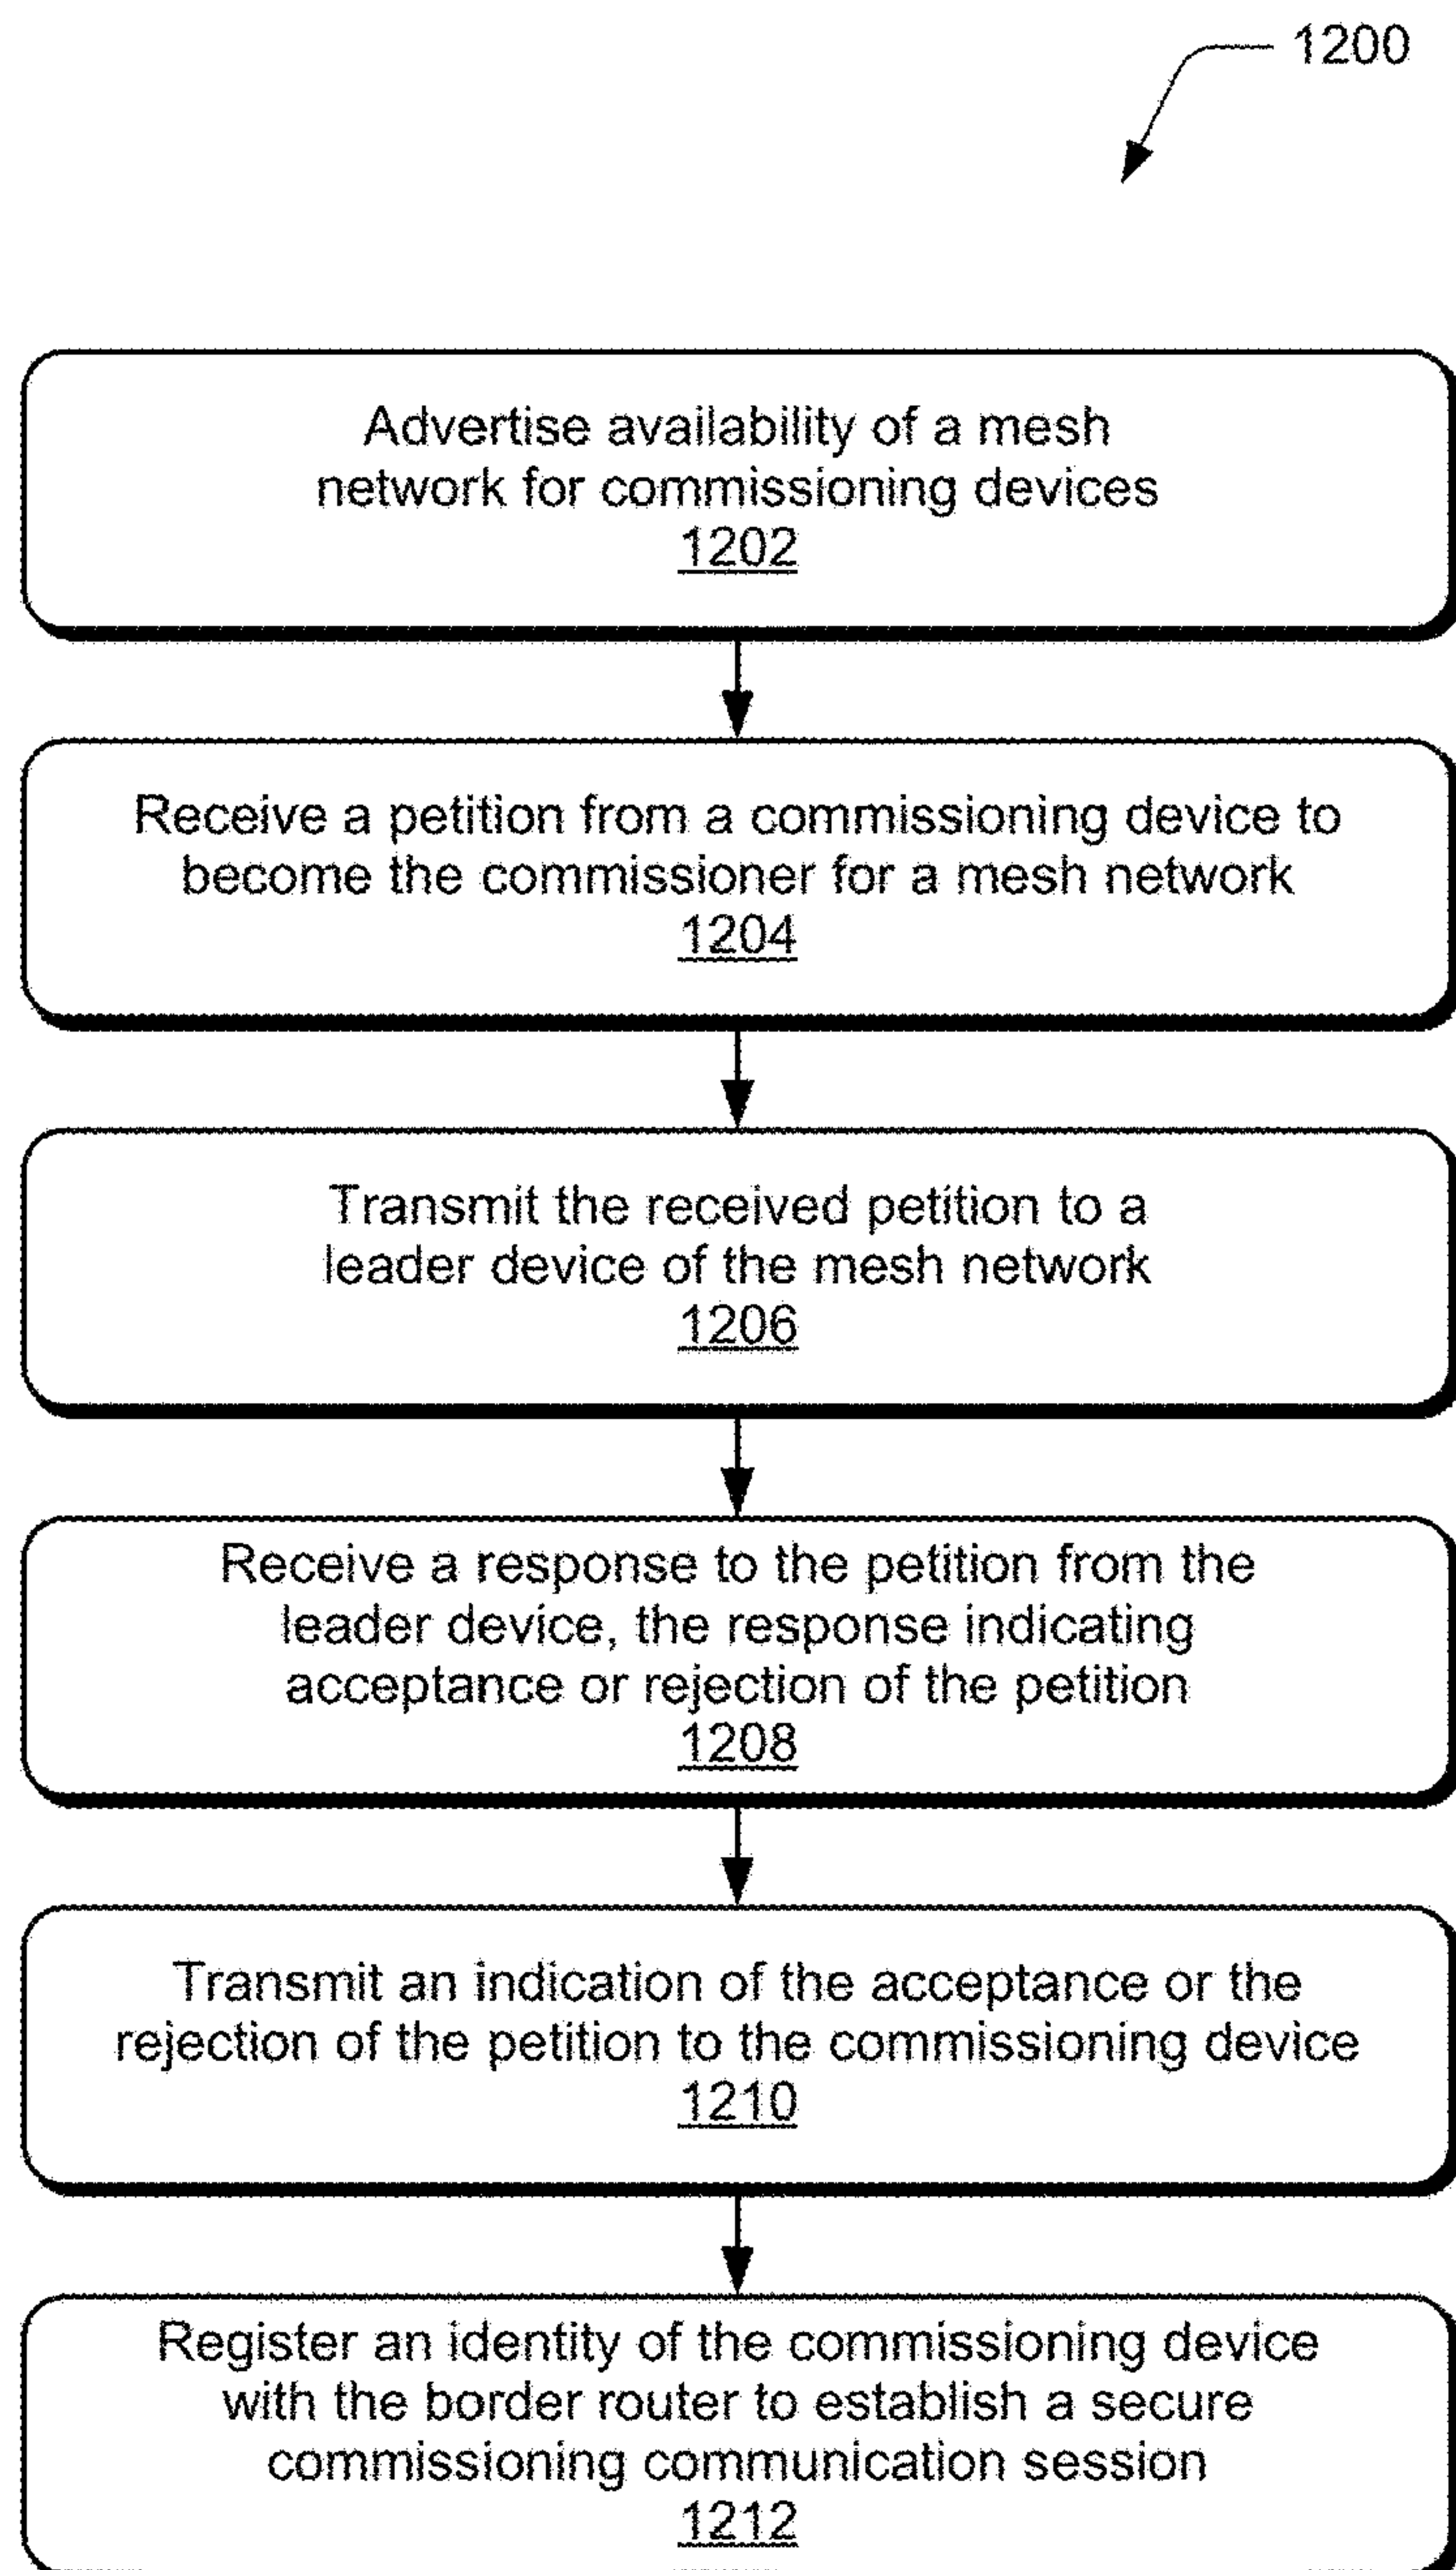 1200
Advertise availability of a mesh
network for commissioning devices
1202
Receive a petition from a commissioning device to
become the commissioner for a mesh network
1204
Transmit the received petition to a
leader device of the mesh network
1206
Receive a response to the petition from the
leader device, the response indicating
acceptance or rejection of the petition
1208
Transmit an indication of the acceptance or the
rejection of the petition to the commissioning device
1210
Register an identity of the commissioning device
with the border router to establish a secure
commissioning communication session
1212